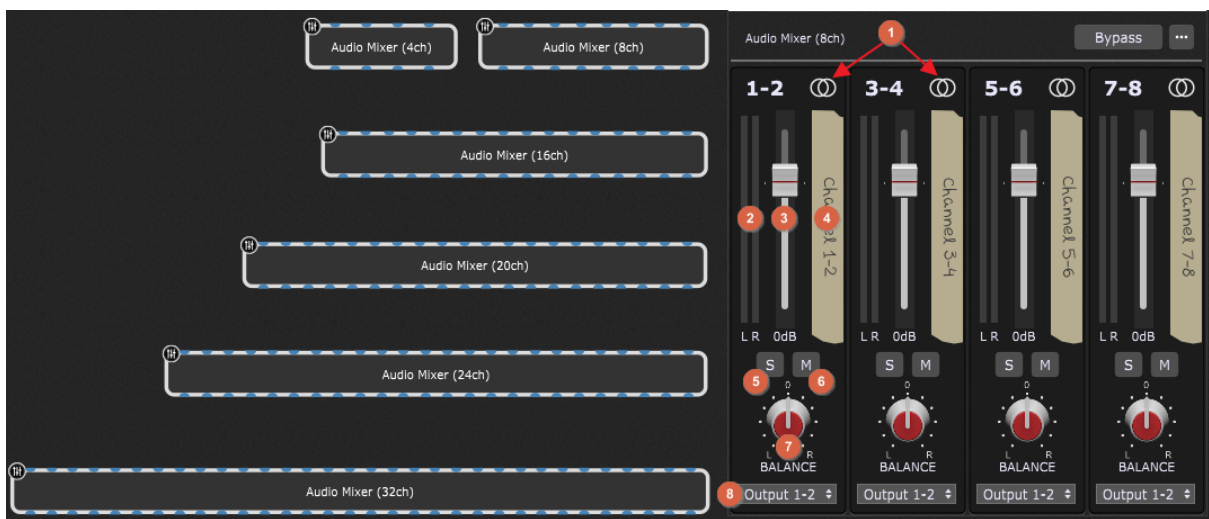 Audio Mixer (4ch)
Audio Mixer (8ch)
Audio Mixer (16ch)
Audio Mixer (20ch)
Audio Mixer (24ch)
Audio Mixer (32ch)
Audio Mixer (8ch) 1 Bypass ...
1-2 3-4 5-6 7-8
2 3 4
Channel 1-2
Channel 3-4
Channel 5-6
Channel 7-8
L R 0dB L R 0dB L R 0dB L R 0dB
S M S M S M S M
5 6
0 0 0 0
7
L R L R L R L R
BALANCE BALANCE BALANCE BALANCE
8 Output 1-2 Output 1-2 Output 1-2 Output 1-2